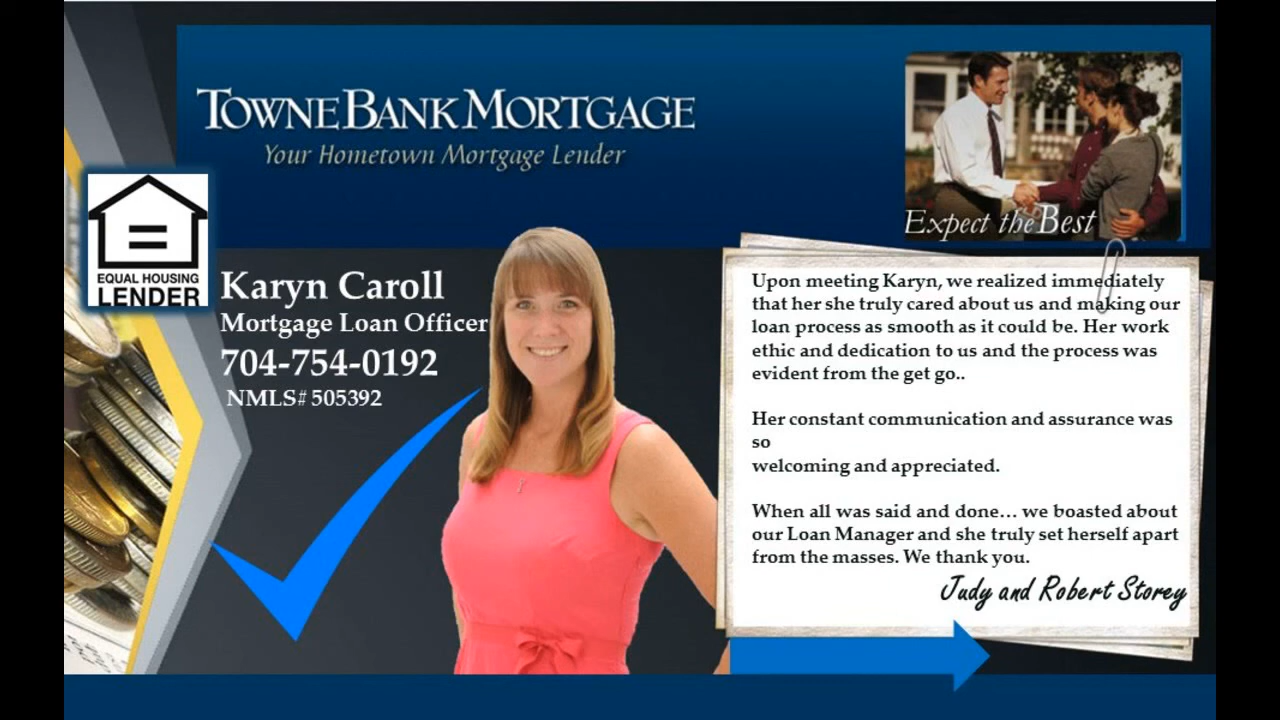 TOWNEBANK MORTGAGE
Your Hometown Mortgage Lender
Expect the Best
EQUAL HOUSING
LENDER
Karyn Caroll
Mortgage Loan Officer
704-754-0192
NMLS# 505392
Upon meeting Karyn, we realized immediately
that her she truly cared about us and making our
loan process as smooth as it could be. Her work
ethic and dedication to us and the process was
evident from the get go..
Her constant communication and assurance was
so
welcoming and appreciated.
When all was said and done… we boasted about
our Loan Manager and she truly set herself apart
from the masses. We thank you.
Judy and Robert Storey